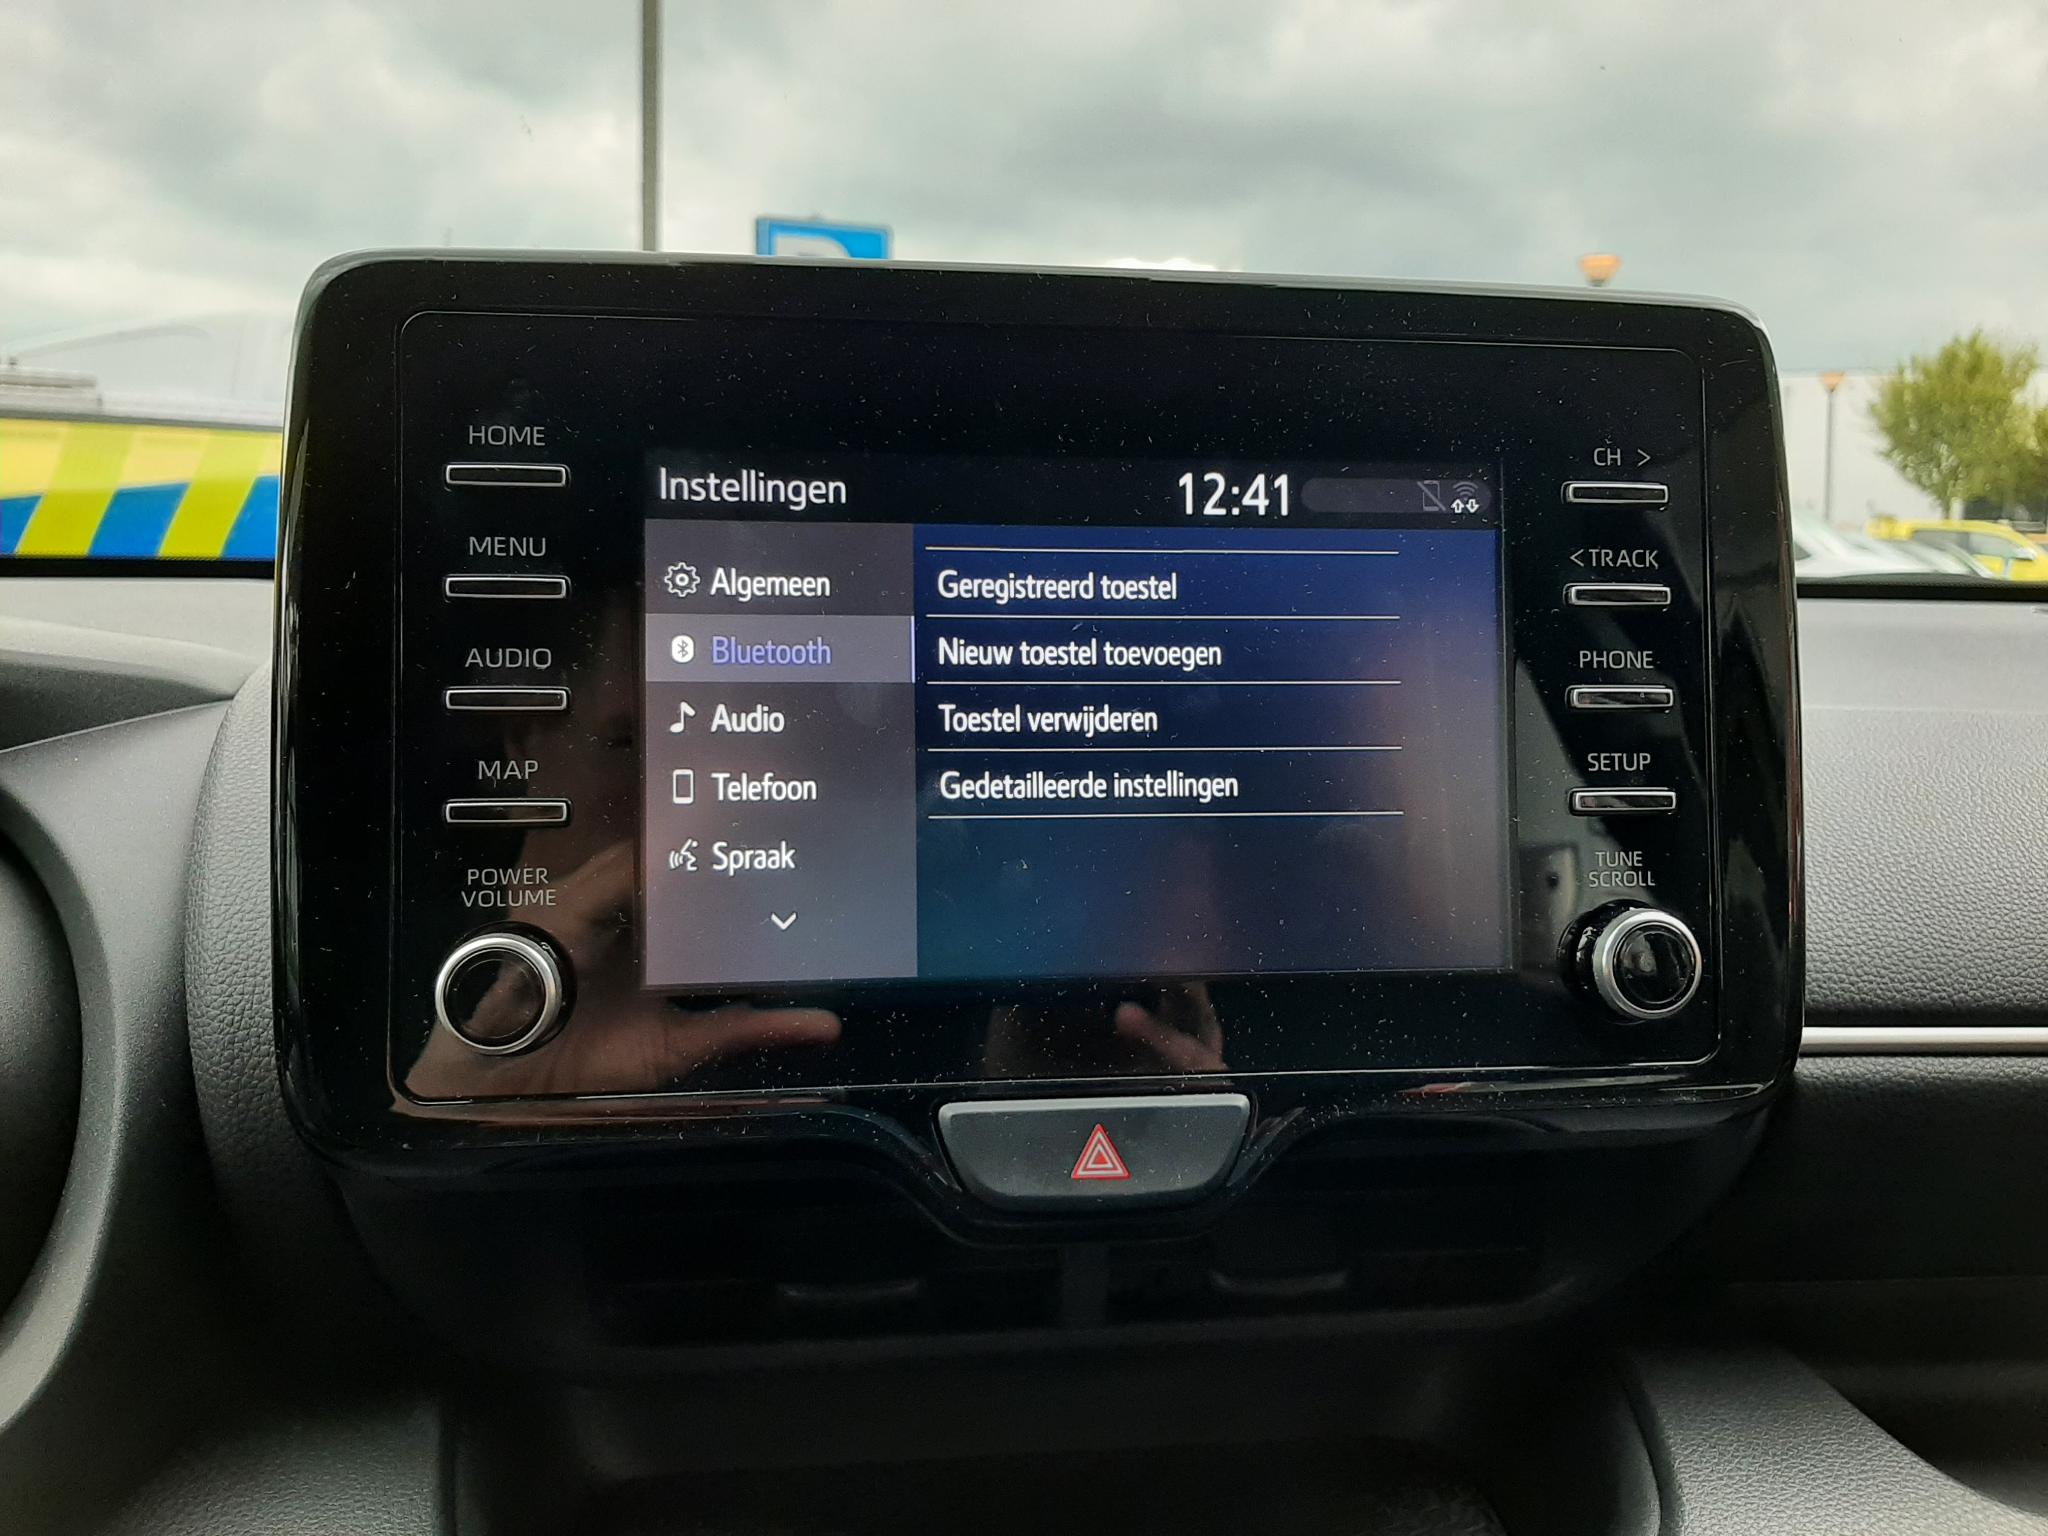 HOME
MENU
AUDIO
MAP
POWER
VOLUME
Instellingen 12:41
Algemeen
Bluetooth
Audio
Telefoon
Spraak
Geregistreerd toestel
Nieuw toestel toevoegen
Toestel verwijderen
Gedetailleerde instellingen
CH >
< TRACK
PHONE
SETUP
TUNE
SCROLL